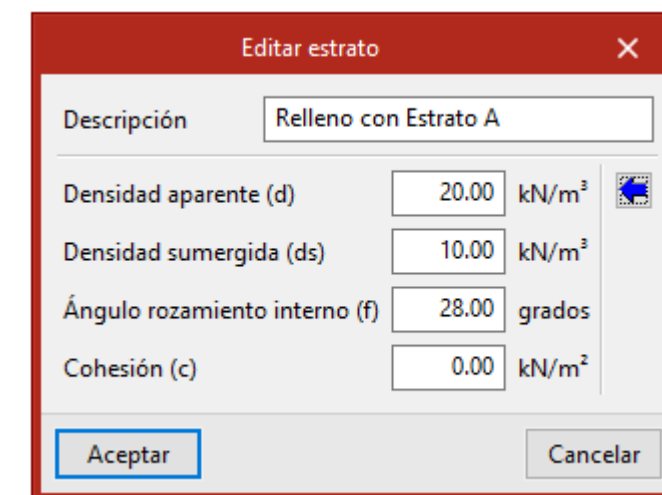 Editar estrato
Descripción Relleno con Estrato A
Densidad aparente (d) 20.00 kN/m³
Densidad sumergida (ds) 10.00 kN/m³
Ángulo rozamiento interno (f) 28.00 grados
Cohesión (c) 0.00 kN/m²
Aceptar Cancelar